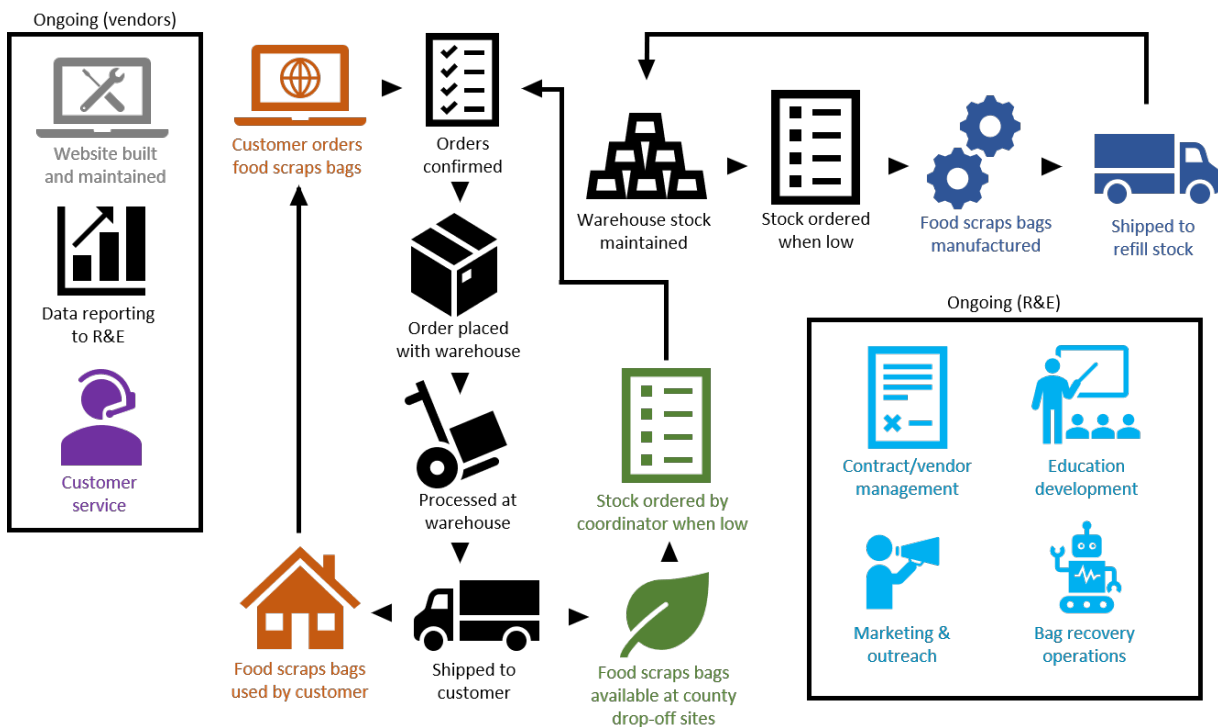 Ongoing (vendors)
Website built
and maintained
Data reporting
to R&E
Customer
service
Customer orders
food scraps bags
Orders
confirmed
Order placed
with warehouse
Processed at
warehouse
Shipped to
customer
Food scraps bags
used by customer
Food scraps bags
available at county
drop-off sites
Stock ordered by
coordinator when low
Warehouse stock
maintained
Stock ordered
when low
Food scraps bags
manufactured
Shipped to
refill stock
Ongoing (R&E)
Contract/vendor
management
Education
development
Marketing &
outreach
Bag recovery
operations